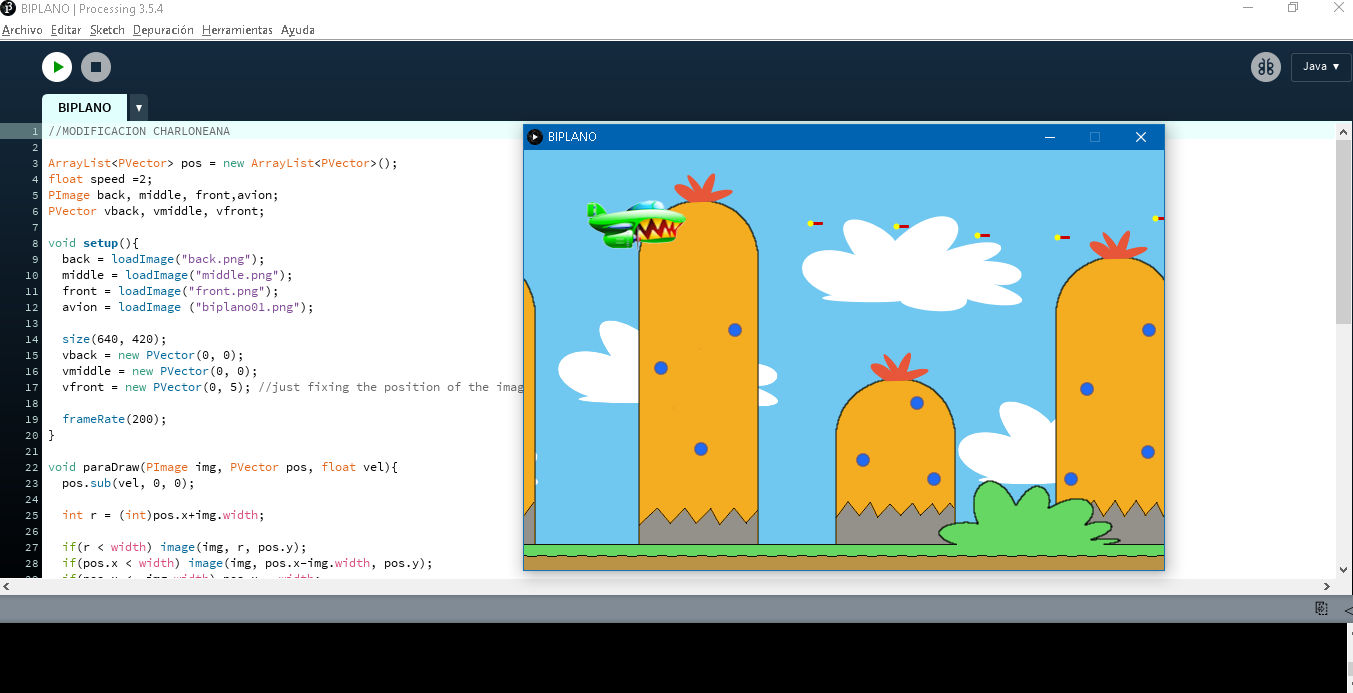 BIPLANO | Processing 3.5.4
Archivo Editar Sketch Depuración Herramientas Ayuda
Java ▼
BIPLANO ▼
1 //MODIFICACION CHARLONEANA
2
3 ArrayList<PVector> pos = new ArrayList<PVector>();
4 float speed =2;
5 PImage back, middle, front,avion;
6 PVector vback, vmiddle, vfront;
7
8 void setup(){
9 back = loadImage("back.png");
10 middle = loadImage("middle.png");
11 front = loadImage("front.png");
12 avion = loadImage ("biplano01.png");
13
14 size(640, 420);
15 vback = new PVector(0, 0);
16 vmiddle = new PVector(0, 0);
17 vfront = new PVector(0, 5); //just fixing the position of the imag
18
19 frameRate(200);
20 }
21
22 void paraDraw(PImage img, PVector pos, float vel){
23 pos.sub(vel, 0, 0);
24
25 int r = (int)pos.x+img.width;
26
27 if(r < width) image(img, r, pos.y);
28 if(pos.x < width) image(img, pos.x-img.width, pos.y);
BIPLANO